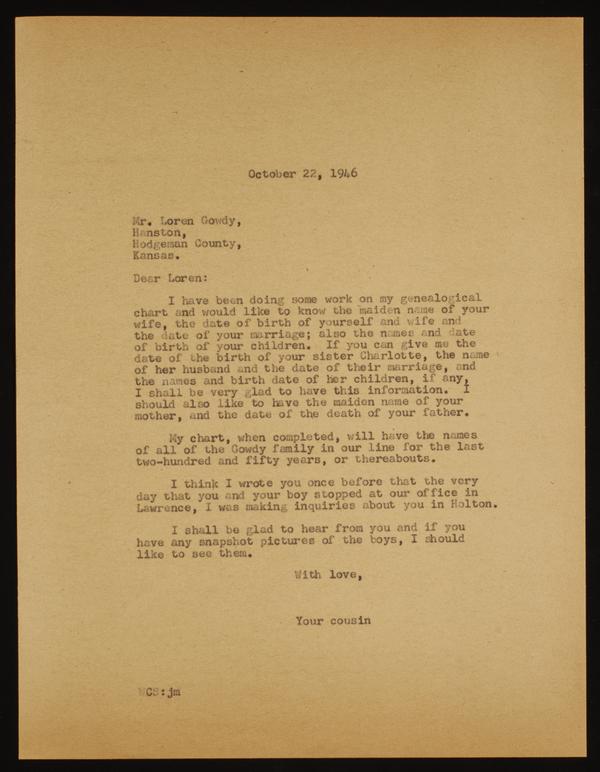 October 22, 1946
Mr. Loren Gowdy,
Hanston,
Hodgeman County,
Kansas.
Dear Loren:
I have been doing some work on my genealogical
chart and would like to know the maiden name of your
wife, the date of birth of yourself and wife and
the date of your marriage; also the names and date
of birth of your children. If you can give me the
date of the birth of your sister Charlotte, the name
of her husband and the date of their marriage, and
the names and birth date of her children, if any,
I shall be very glad to have this information. I
should also like to have the maiden name of your
mother, and the date of the death of your father.
My chart, when completed, will have the names
of all of the Gowdy family in our line for the last
two-hundred and fifty years, or thereabouts.
I think I wrote you once before that the very
day that you and your boy stopped at our office in
Lawrence, I was making inquiries about you in Holton.
I shall be glad to hear from you and if you
have any snapshot pictures of the boys, I should
like to see them.
With love,
Your cousin
WCS:jm